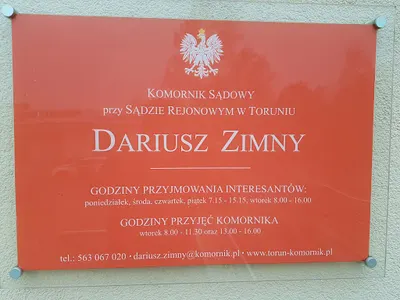 KOMORNIK SĄDOWY
przy SĄDZIE REJONOWYM W TORUNIU
DARIUSZ ZIMNY
GODZINY PRZYJMOWANIA INTERESANTÓW:
poniedziałek, środa, czwartek, piątek 7.15 - 15.15, wtorek 8.00 - 16.00
GODZINY PRZYJĘĆ KOMORNIKA
wtorek 8.00 - 11.30 oraz 13.00 - 16.00
tel.: 563 067 020 · dariusz.zimny@komornik.pl · www.torun-komornik.pl